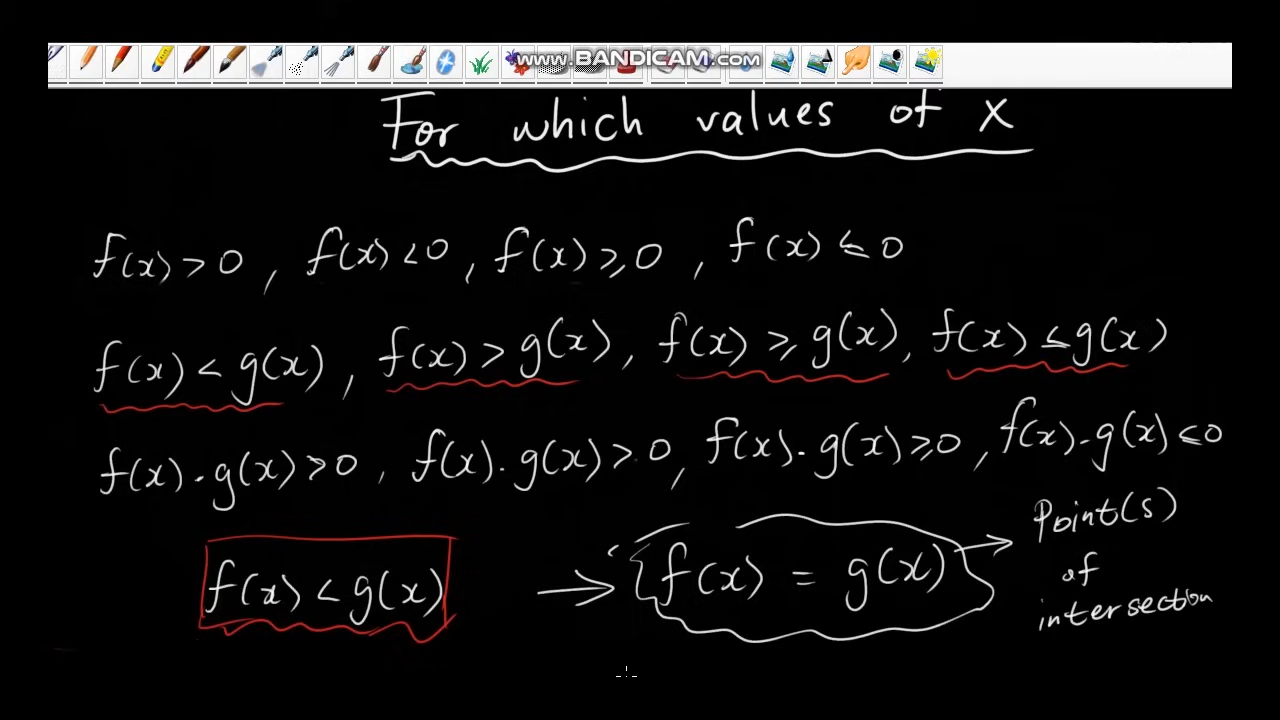 www.BANDICAM.com
For which values of x
f(x) > 0 , f(x) < 0 , f(x) ⩾ 0 , f(x) ≤ 0
f(x) < g(x) , f(x) > g(x) , f(x) ⩾ g(x) , f(x) ≤ g(x)
f(x) . g(x) > 0 , f(x) . g(x) > 0 , f(x) . g(x) ⩾ 0 , f(x) . g(x) ≤ 0
f(x) < g(x) → f(x) = g(x) → Point(s)
of
intersection